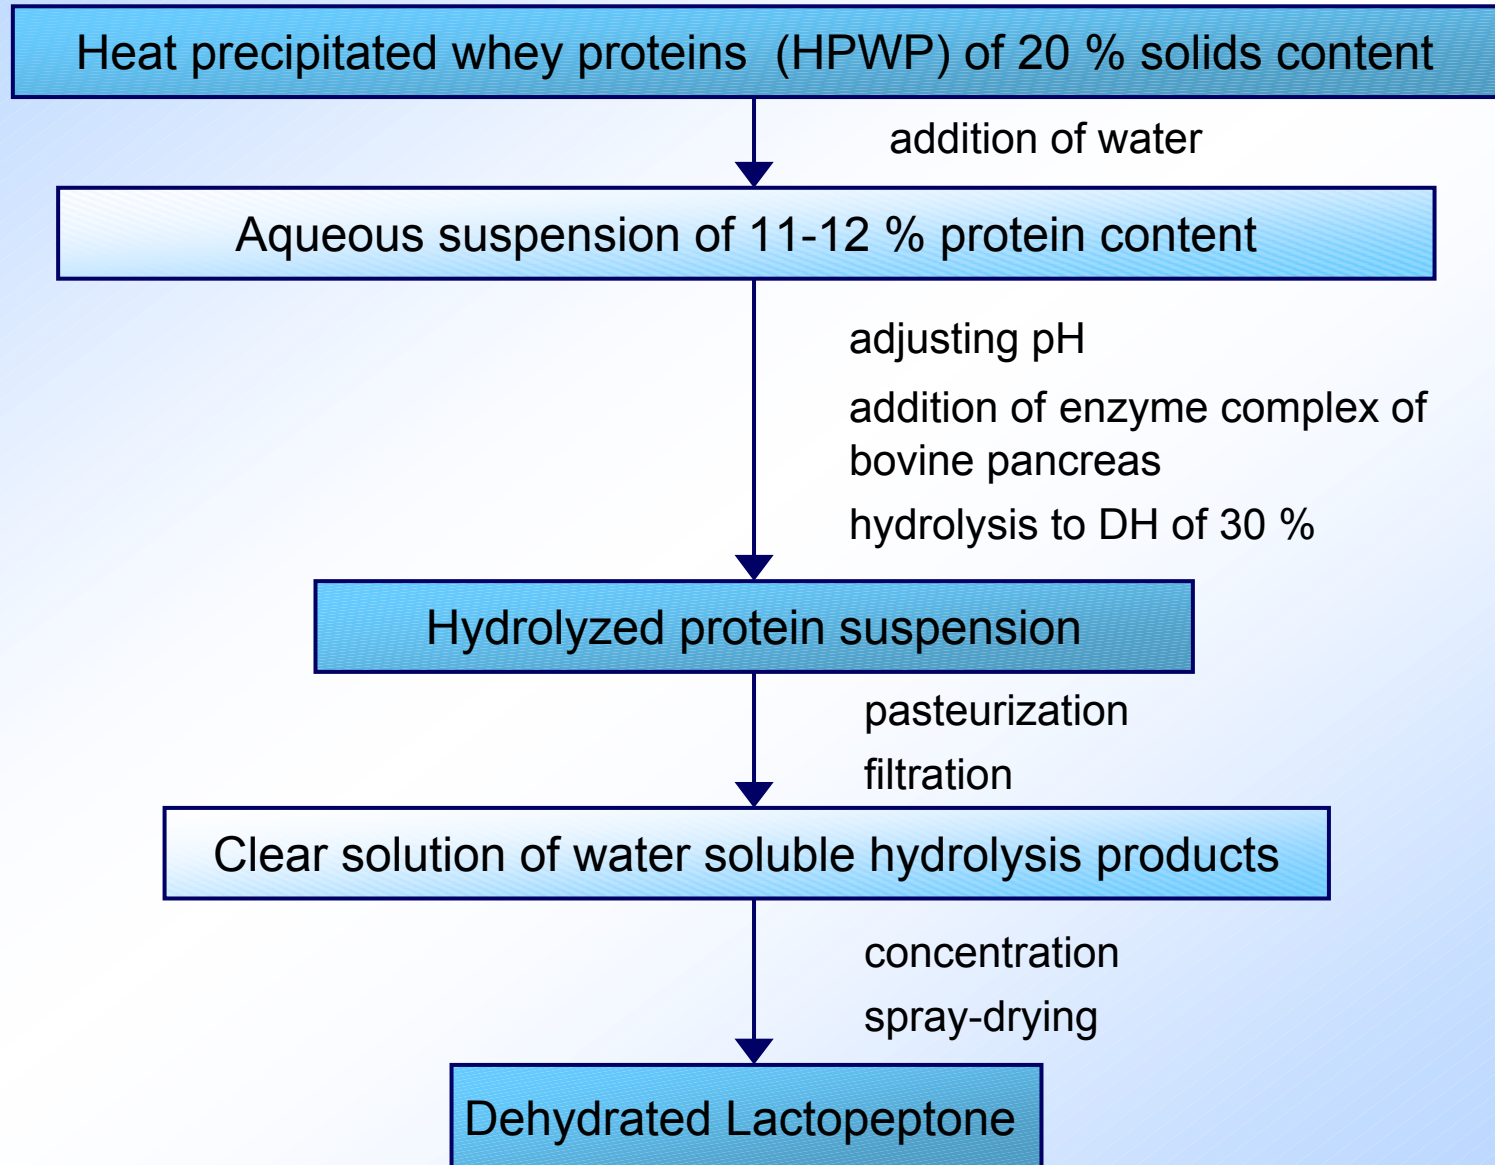 Heat precipitated whey proteins  (HPWP) of 20 % solids content
addition of water
Aqueous suspension of 11-12 % protein content
adjusting pH
addition of enzyme complex of
bovine pancreas
hydrolysis to DH of 30 %
Hydrolyzed protein suspension
pasteurization
filtration
Clear solution of water soluble hydrolysis products
concentration
spray-drying
Dehydrated Lactopeptone